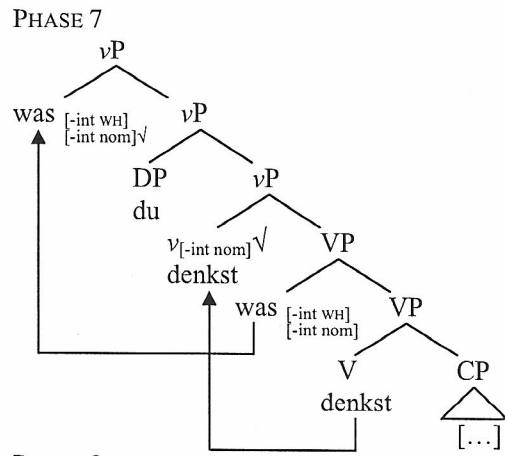 PHASE 7
vP
was [-int WH] vP
[-int nom]√
DP vP
du
v[-int nom]√ VP
denkst
was [-int WH] VP
[-int nom]
V CP
denkst
[...]